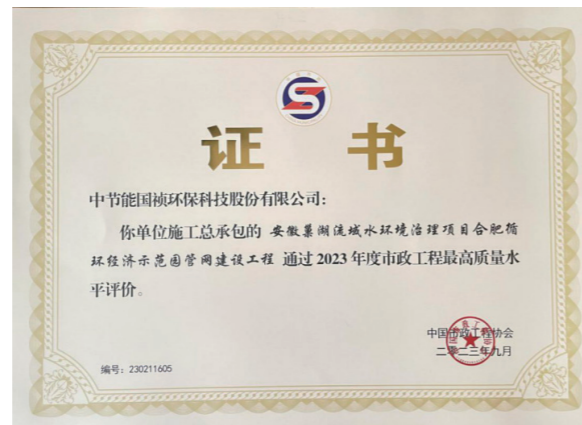 证 书
中节能国祯环保科技股份有限公司：
你单位施工总承包的 安徽巢湖流域水环境治理项目合肥循
环经济示范园管网建设工程 通过2023年度市政工程最高质量水
平评价。
中国市政工程协会
二零二三年九月
编号：230211605